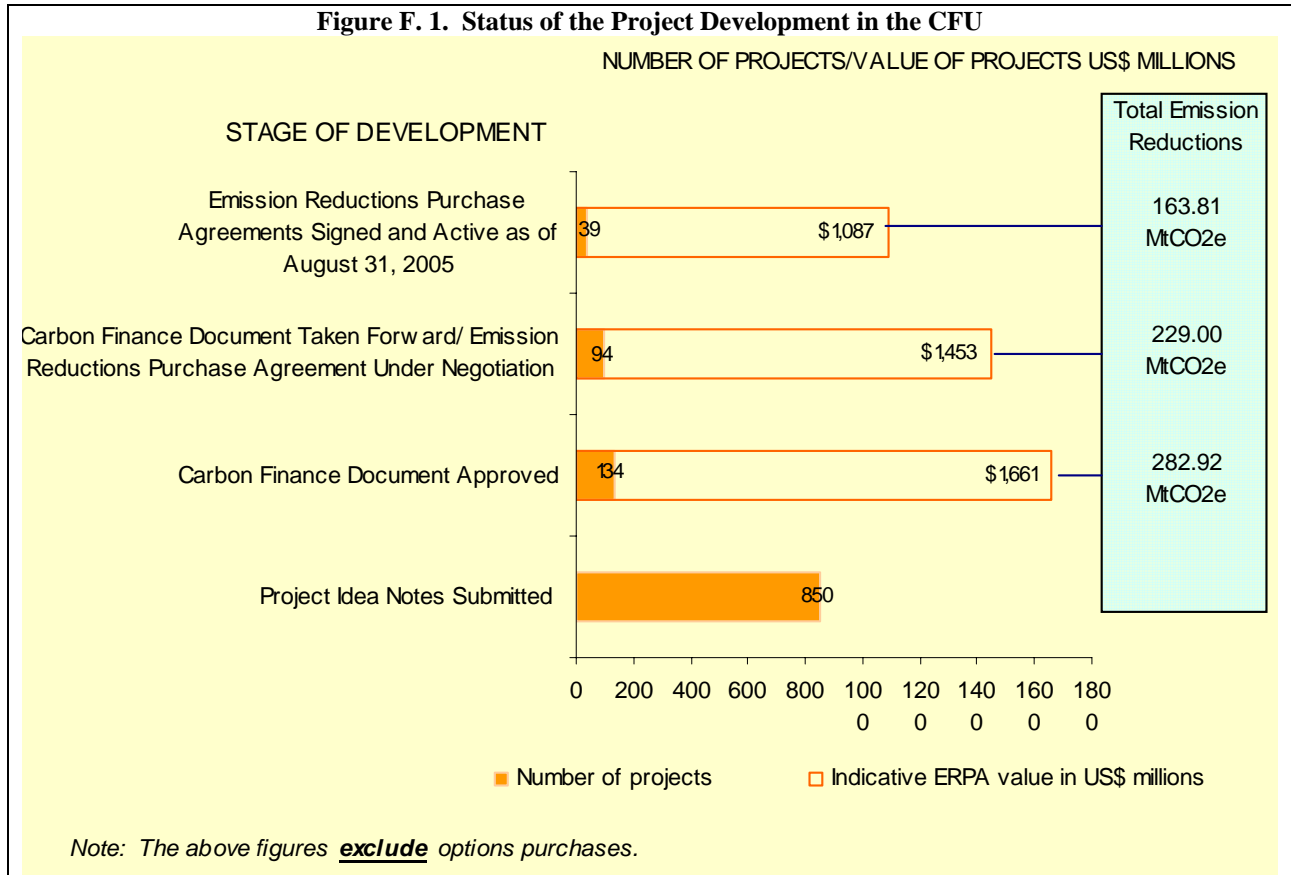 Figure F. 1.  Status of the Project Development in the CFU
NUMBER OF PROJECTS/VALUE OF PROJECTS US$ MILLIONS
STAGE OF DEVELOPMENT
Total Emission
Reductions
Emission Reductions Purchase
Agreements Signed and Active as of
August 31, 2005
39
$1,087
163.81
MtCO2e
Carbon Finance Document Taken Forward/ Emission
Reductions Purchase Agreement Under Negotiation
94
$1,453
229.00
MtCO2e
Carbon Finance Document Approved
134
$1,661
282.92
MtCO2e
Project Idea Notes Submitted
850
0 200 400 600 800 100 120 140 160 180
0 0 0 0 0
Number of projects
Indicative ERPA value in US$ millions
Note: The above figures exclude options purchases.